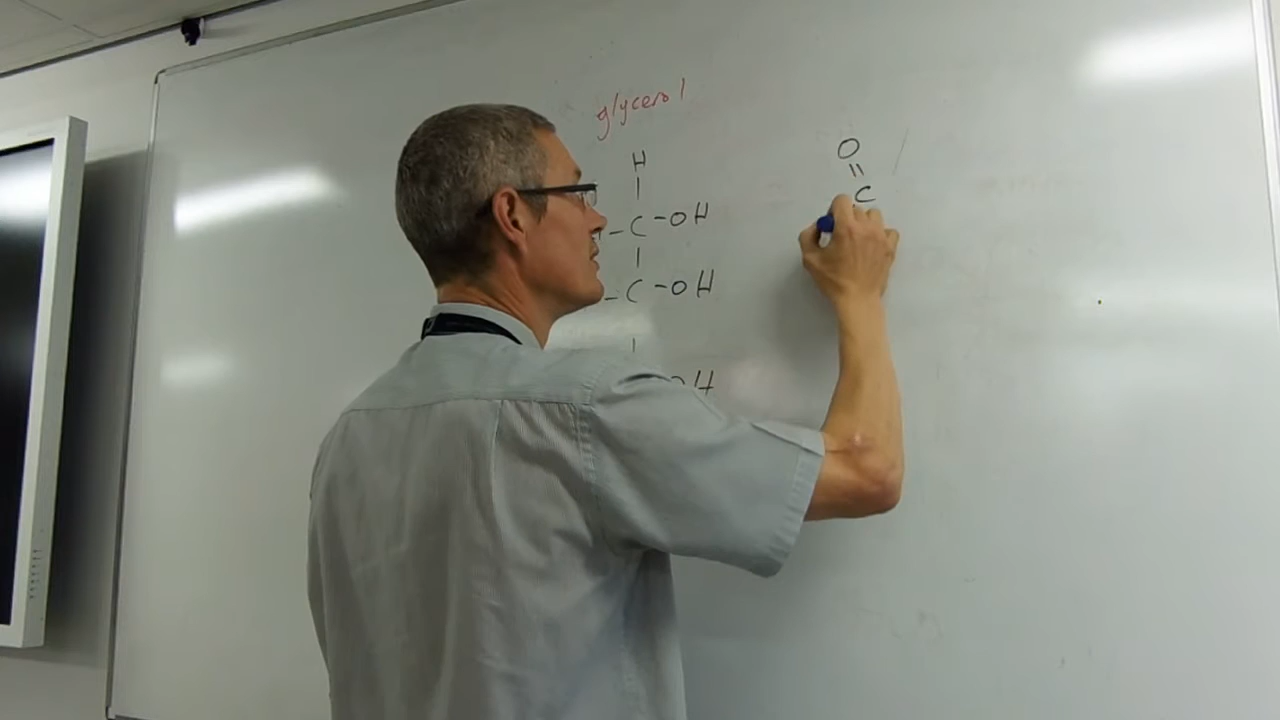 glycerol
H
|
-C-OH
|
-C-OH
|
OH
O
=
C